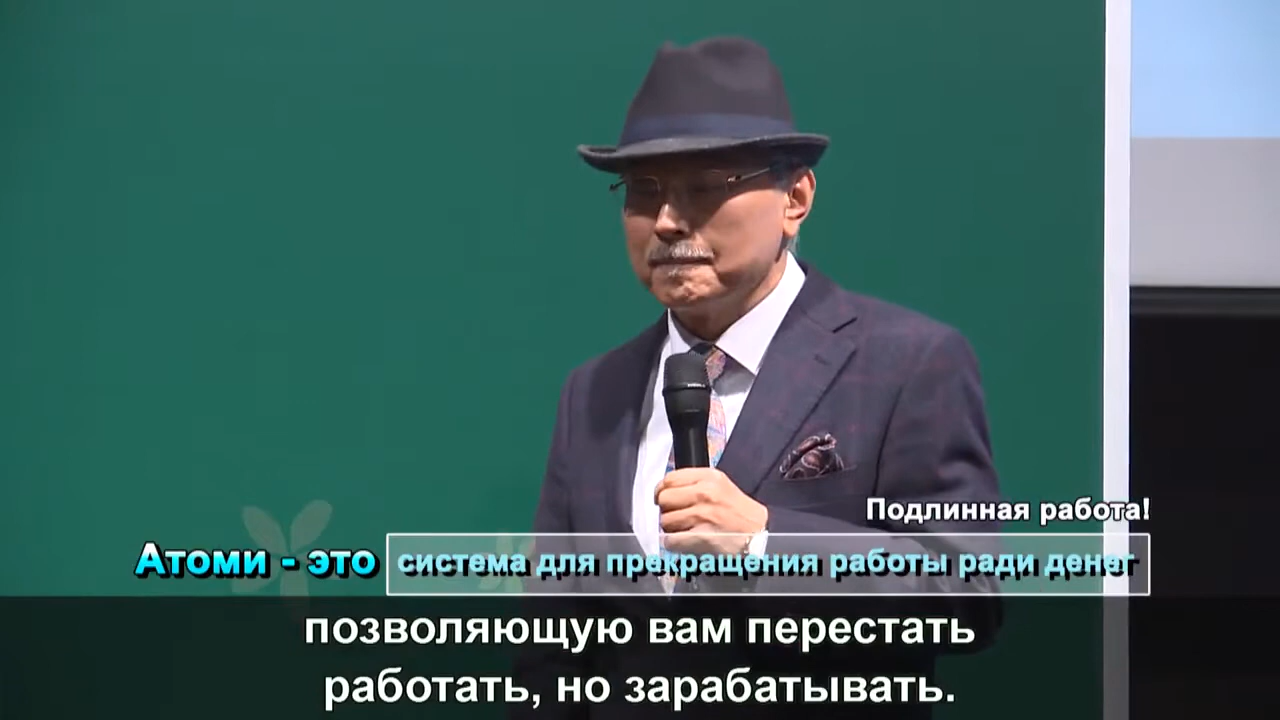 Подлинная работа!
Атоми - это система для прекращения работы ради денег
позволяющую вам перестать
работать, но зарабатывать.